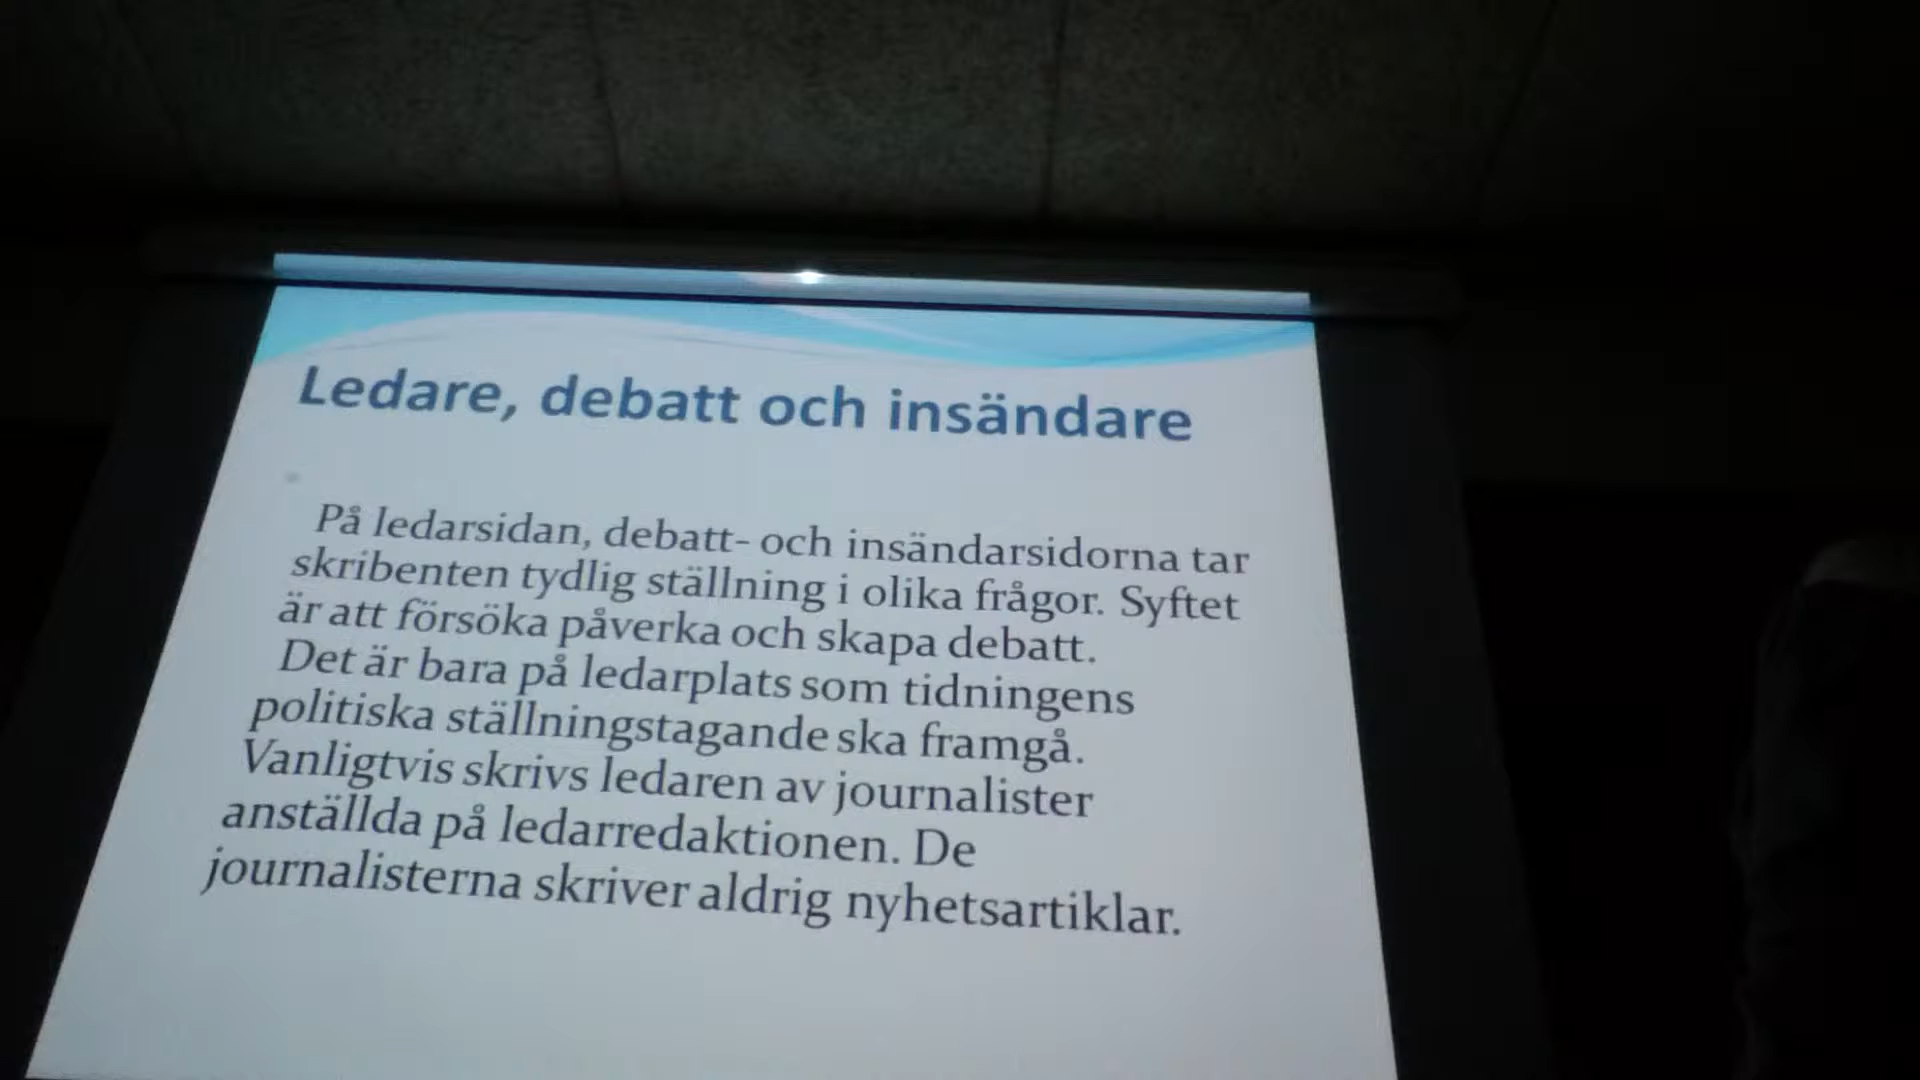 Ledare, debatt och insändare
På ledarsidan, debatt- och insändarsidorna tar
skribenten tydlig ställning i olika frågor. Syftet
är att försöka påverka och skapa debatt.
Det är bara på ledarplats som tidningens
politiska ställningstagande ska framgå.
Vanligtvis skrivs ledaren av journalister
anställda på ledarredaktionen. De
journalisterna skriver aldrig nyhetsartiklar.